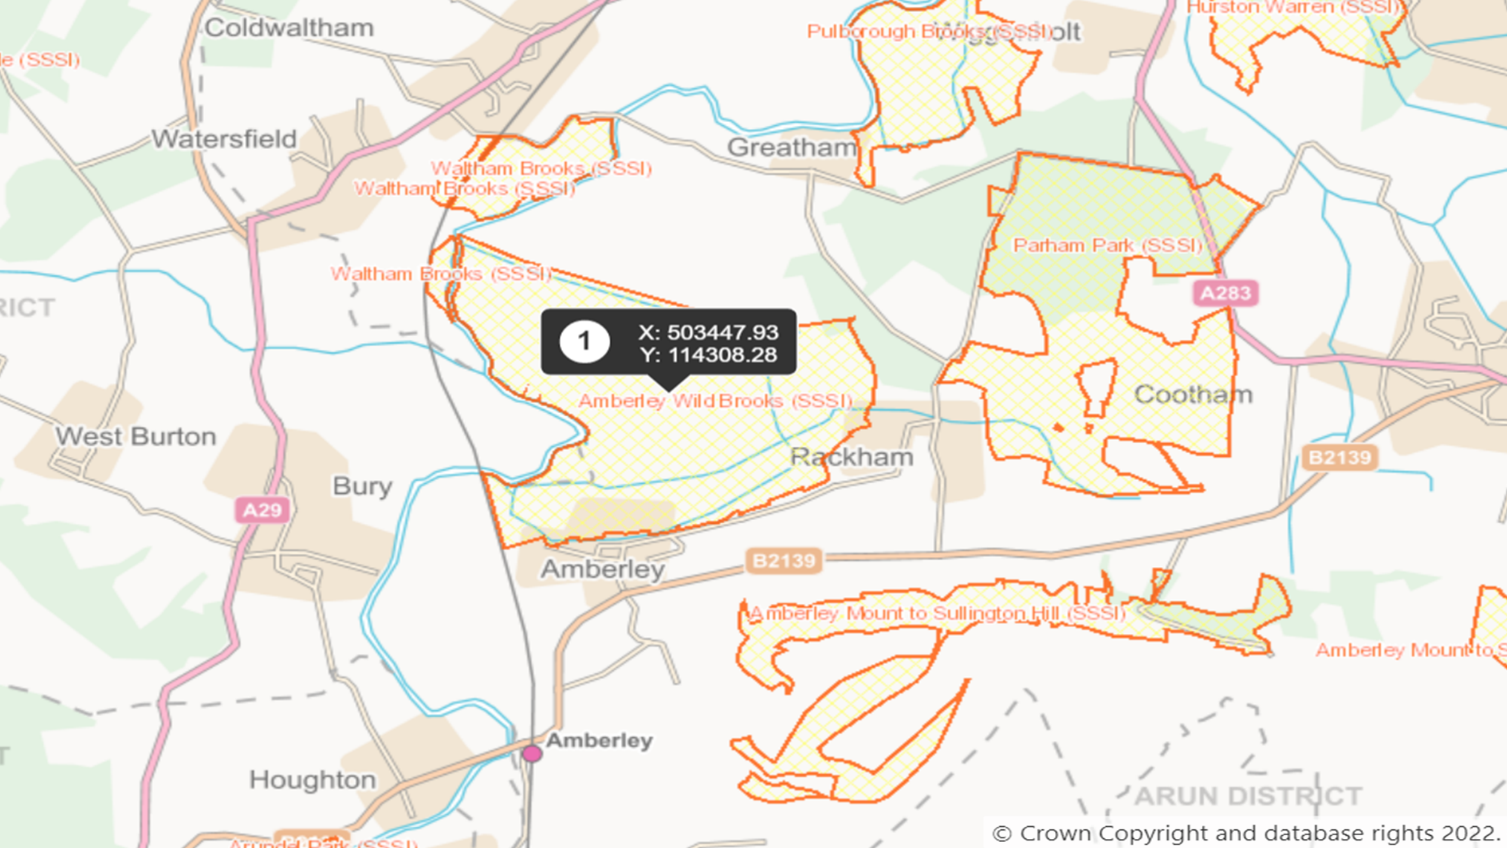 Hurston Warren (SSSI)
Coldwaltham
Pulborough Brooks (SSSI)
le (SSSI)
Watersfield
Greatham
Waltham Brooks (SSSI)
Waltham Brooks (SSSI)
Parham Park (SSSI)
Waltham Brooks (SSSI)
A283
RICT
1
X: 503447.93
Y: 114308.28
Cootham
Amberley Wild Brooks (SSSI)
West Burton
Rackham
B2139
Bury
A29
B2139
Amberley
Amberley Mount to Sullington Hill (SSSI)
Amberley Mount to S
Amberley
Houghton
ARUN DISTRICT
© Crown Copyright and database rights 2022.
Arundel Park (SSSI)